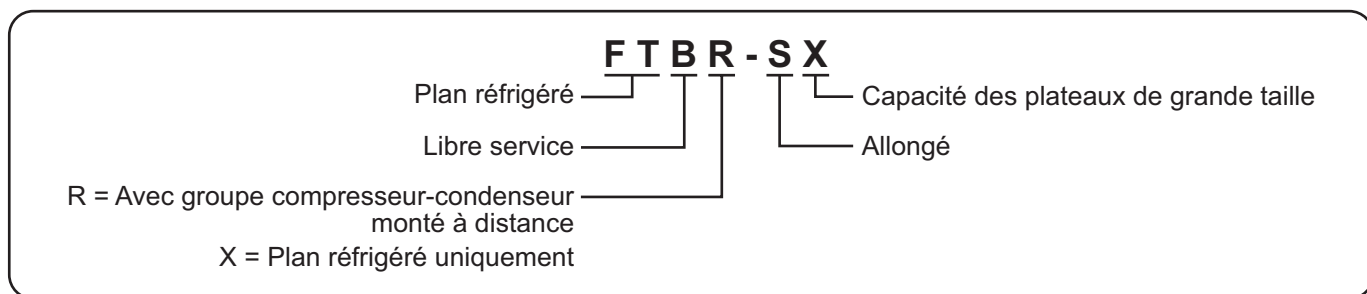 F T B R - S X
Plan réfrigéré
Capacité des plateaux de grande taille
Libre service
Allongé
R = Avec groupe compresseur-condenseur
monté à distance
X = Plan réfrigéré uniquement